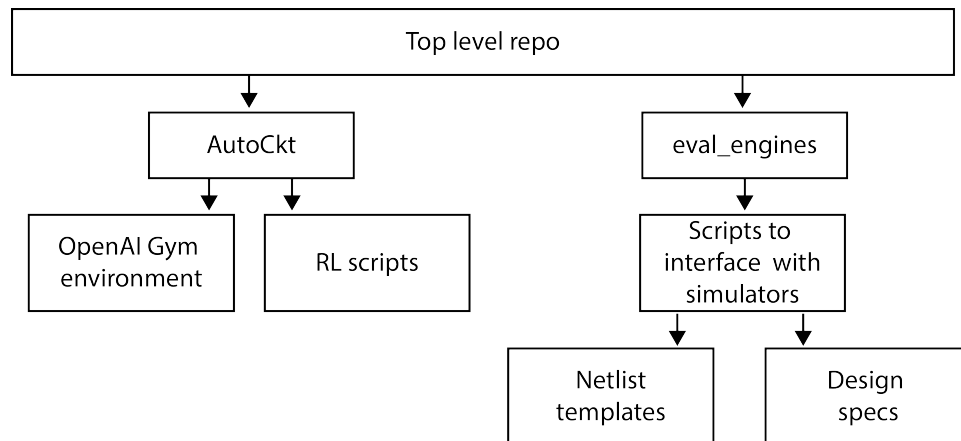 Top level repo
AutoCkt
eval_engines
OpenAI Gym
environment
RL scripts
Scripts to
interface with
simulators
Netlist
templates
Design
specs